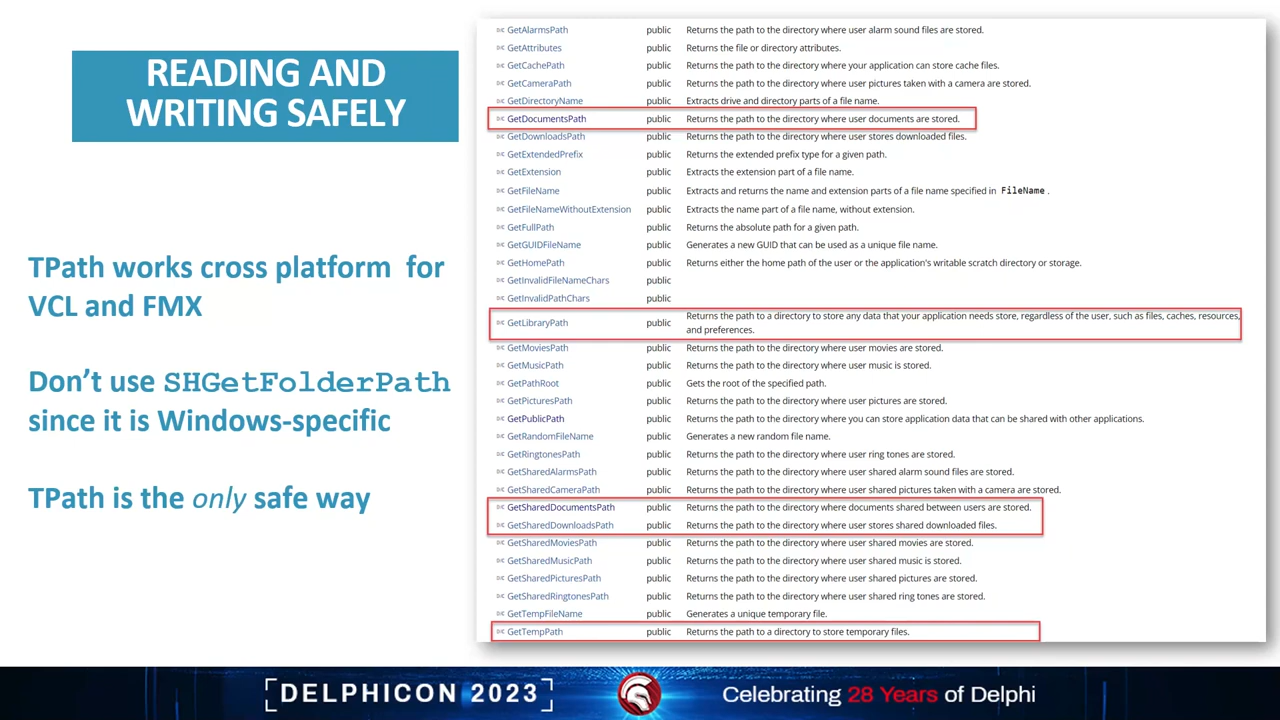 READING AND
WRITING SAFELY
TPath works cross platform for
VCL and FMX
Don't use SHGetFolderPath
since it is Windows-specific
TPath is the only safe way
GetAlarmsPath public Returns the path to the directory where user alarm sound files are stored.
GetAttributes public Returns the file or directory attributes.
GetCachePath public Returns the path to the directory where your application can store cache files.
GetCameraPath public Returns the path to the directory where user pictures taken with a camera are stored.
GetDirectoryName public Extracts drive and directory parts of a file name.
GetDocumentsPath public Returns the path to the directory where user documents are stored.
GetDownloadsPath public Returns the path to the directory where user stores downloaded files.
GetExtendedPrefix public Returns the extended prefix type for a given path.
GetExtension public Extracts the extension part of a file name.
GetFileName public Extracts and returns the name and extension parts of a file name specified in FileName .
GetFileNameWithoutExtension public Extracts the name part of a file name, without extension.
GetFullPath public Returns the absolute path for a given path.
GetGUIDFileName public Generates a new GUID that can be used as a unique file name.
GetHomePath public Returns either the home path of the user or the application's writable scratch directory or storage.
GetInvalidFileNameChars public
GetInvalidPathChars public
GetLibraryPath public Returns the path to a directory to store any data that your application needs store, regardless of the user, such as files, caches, resources,
and preferences.
GetMoviesPath public Returns the path to the directory where user movies are stored.
GetMusicPath public Returns the path to the directory where user music is stored.
GetPathRoot public Gets the root of the specified path.
GetPicturesPath public Returns the path to the directory where user pictures are stored.
GetPublicPath public Returns the path to the directory where you can store application data that can be shared with other applications.
GetRandomFileName public Generates a new random file name.
GetRingtonesPath public Returns the path to the directory where user ring tones are stored.
GetSharedAlarmsPath public Returns the path to the directory where user shared alarm sound files are stored.
GetSharedCameraPath public Returns the path to the directory where user shared pictures taken with a camera are stored.
GetSharedDocumentsPath public Returns the path to the directory where documents shared between users are stored.
GetSharedDownloadsPath public Returns the path to the directory where user stores shared downloaded files.
GetSharedMoviesPath public Returns the path to the directory where user shared movies are stored.
GetSharedMusicPath public Returns the path to the directory where user shared music is stored.
GetSharedPicturesPath public Returns the path to the directory where user shared pictures are stored.
GetSharedRingtonesPath public Returns the path to the directory where user shared ring tones are stored.
GetTempFileName public Generates a unique temporary file.
GetTempPath public Returns the path to a directory to store temporary files.
[DELPHICON 2023]
Celebrating 28 Years of Delphi